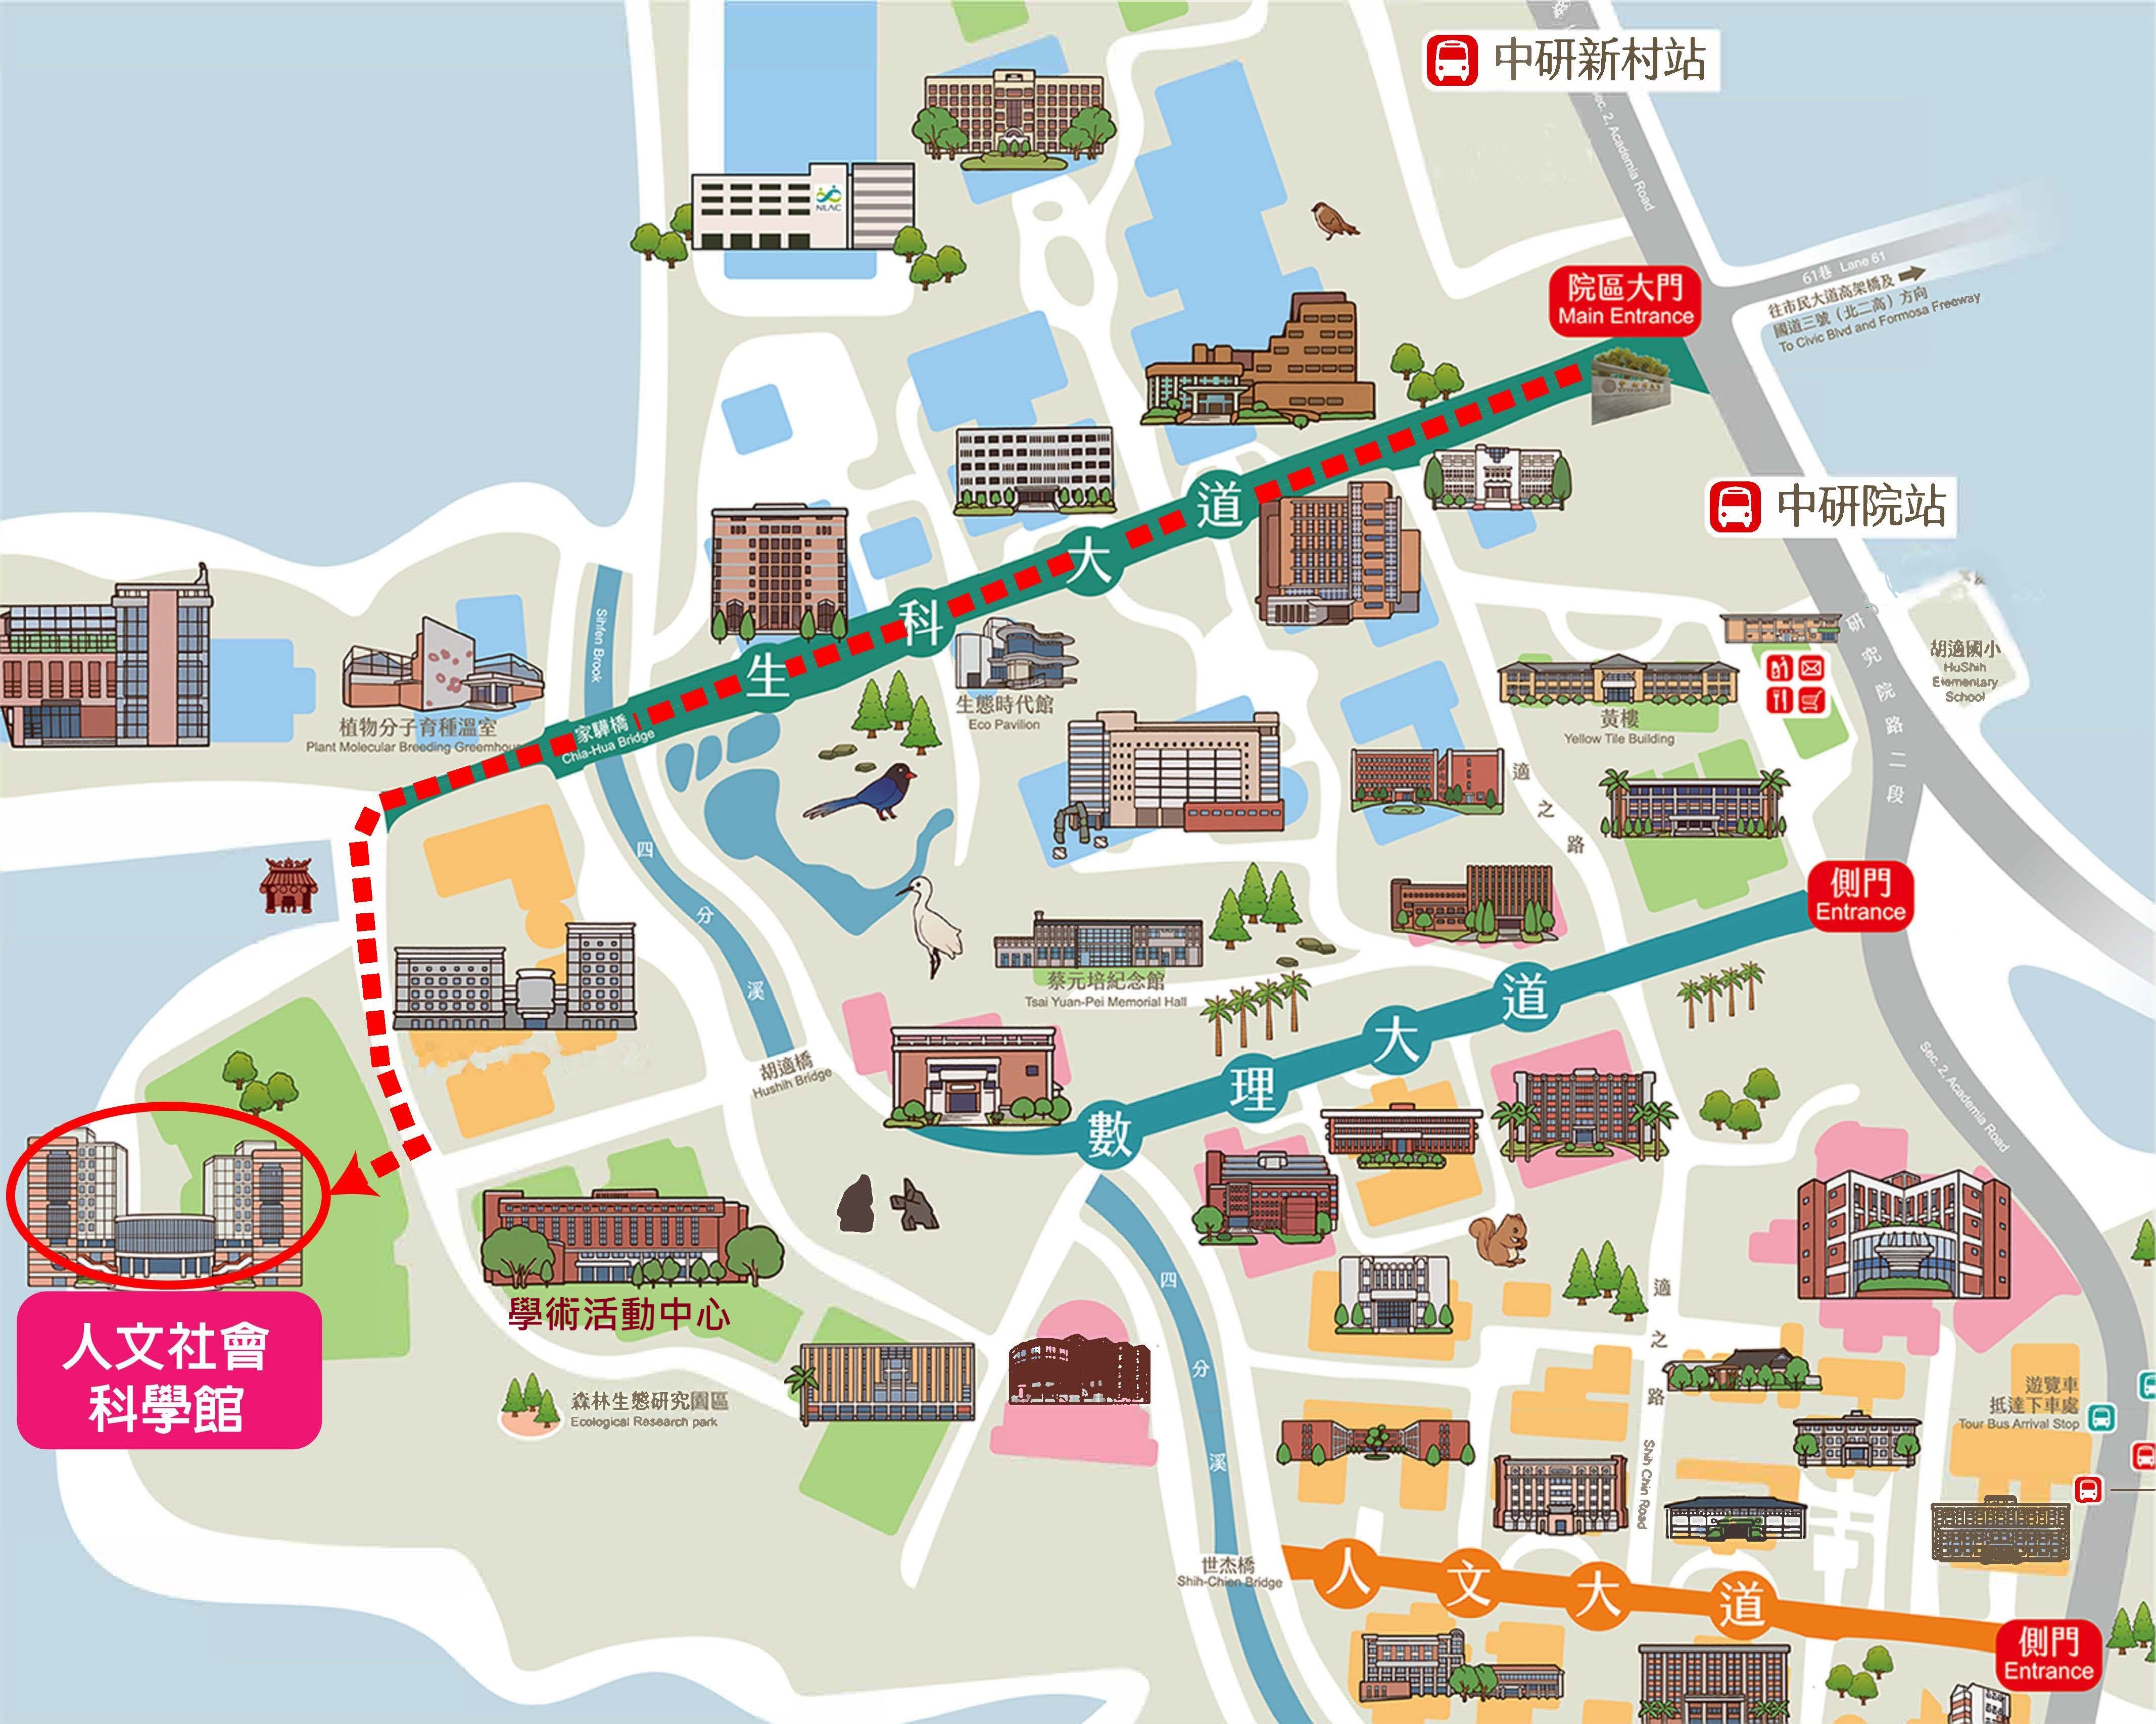 中研新村站
Sec. 2, Academia Road
NLAC
院區大門
Main Entrance
61巷 Lane 61
往市民大道高架橋及
國道三號（北二高）方向
To Civic Blvd and Formosa Freeway
中研院站
道
大
科
生
Sihfen Brook
家驊橋
Chia-Hua Bridge
植物分子育種溫室
Plant Molecular Breeding Greenhou
生態時代館
Eco Pavilion
黃樓
Yellow Tile Building
胡適國小
HuShih
Elementary
School
研究院路二段
適之路
側門
Entrance
四分溪
蔡元培紀念館
Tsai Yuan-Pei Memorial Hall
胡適橋
Hushih Bridge
數理大道
Sec. 2, Academia Road
學術活動中心
人文社會
科學館
森林生態研究園區
Ecological Research park
四分溪
適之路
Shih Chin Road
遊覽車
抵達下車處
Tour Bus Arrival Stop
世杰橋
Shih-Chien Bridge
人文大道
側門
Entrance